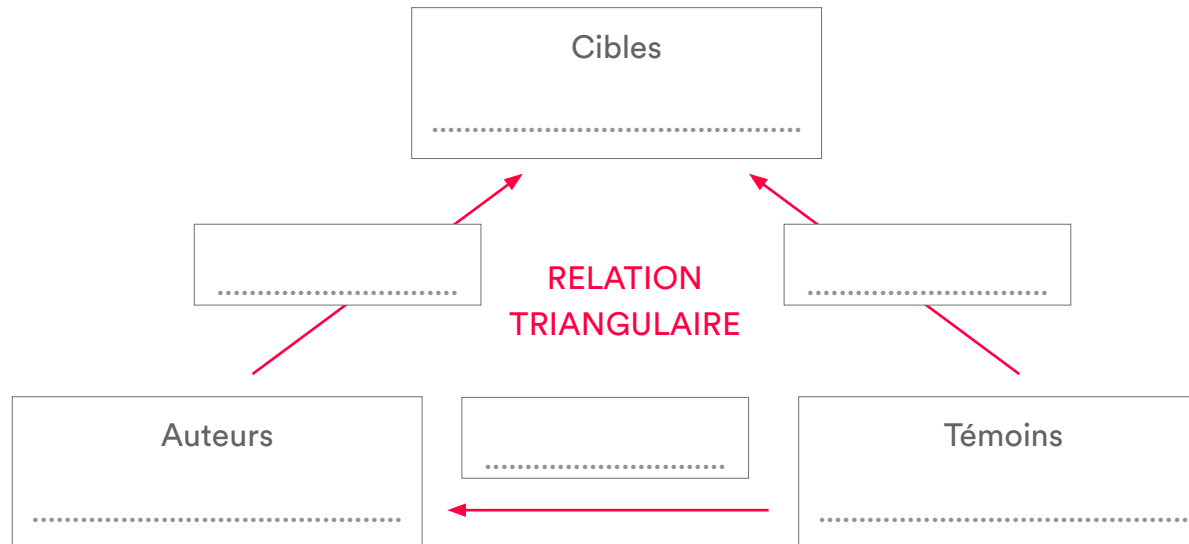 Cibles
RELATION
TRIANGULAIRE
Auteurs
Témoins